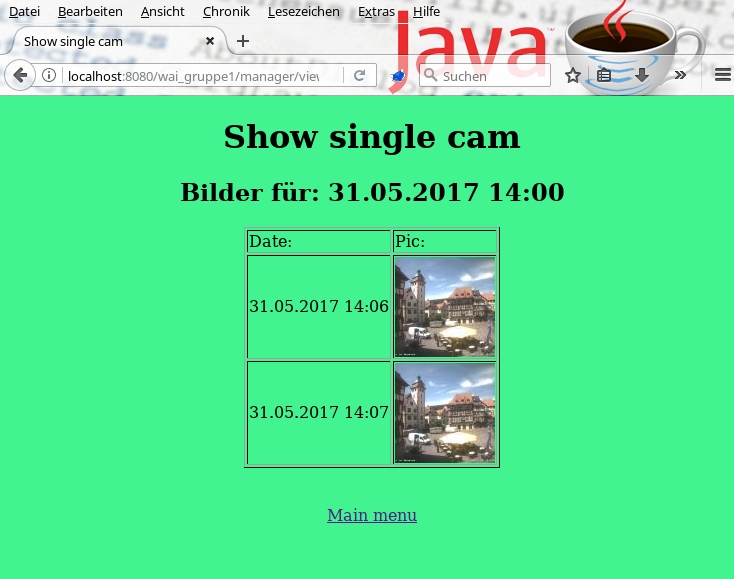 Datei Bearbeiten Ansicht Chronik Lesezeichen Extras Hilfe
Show single cam
java
localhost:8080/wai_gruppe1/manager/view
Suchen
Show single cam
Bilder für: 31.05.2017 14:00
Date: Pic:
31.05.2017 14:06
31.05.2017 14:07
Main menu